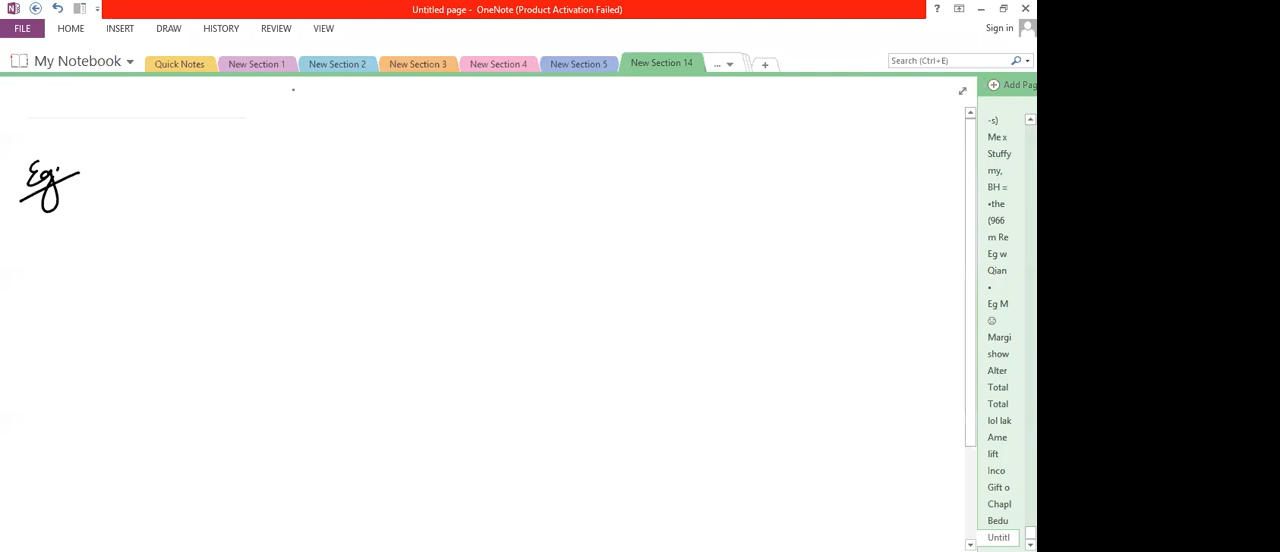 Untitled page - OneNote (Product Activation Failed)
?
FILE HOME INSERT DRAW HISTORY REVIEW VIEW
Sign in
My Notebook
Quick Notes New Section 1 New Section 2 New Section 3 New Section 4 New Section 5 New Section 14 ...
Search (Ctrl+E)
Add Pag
Eg:
-s)
Me x
Stuffy
my,
BH =
•the
(966
m Re
Eg w
Qian
•
Eg M
☹
Margi
show
Alter
Total
Total
lol lak
Ame
lift
Inco
Gift o
Chapl
Bedu
Untitl